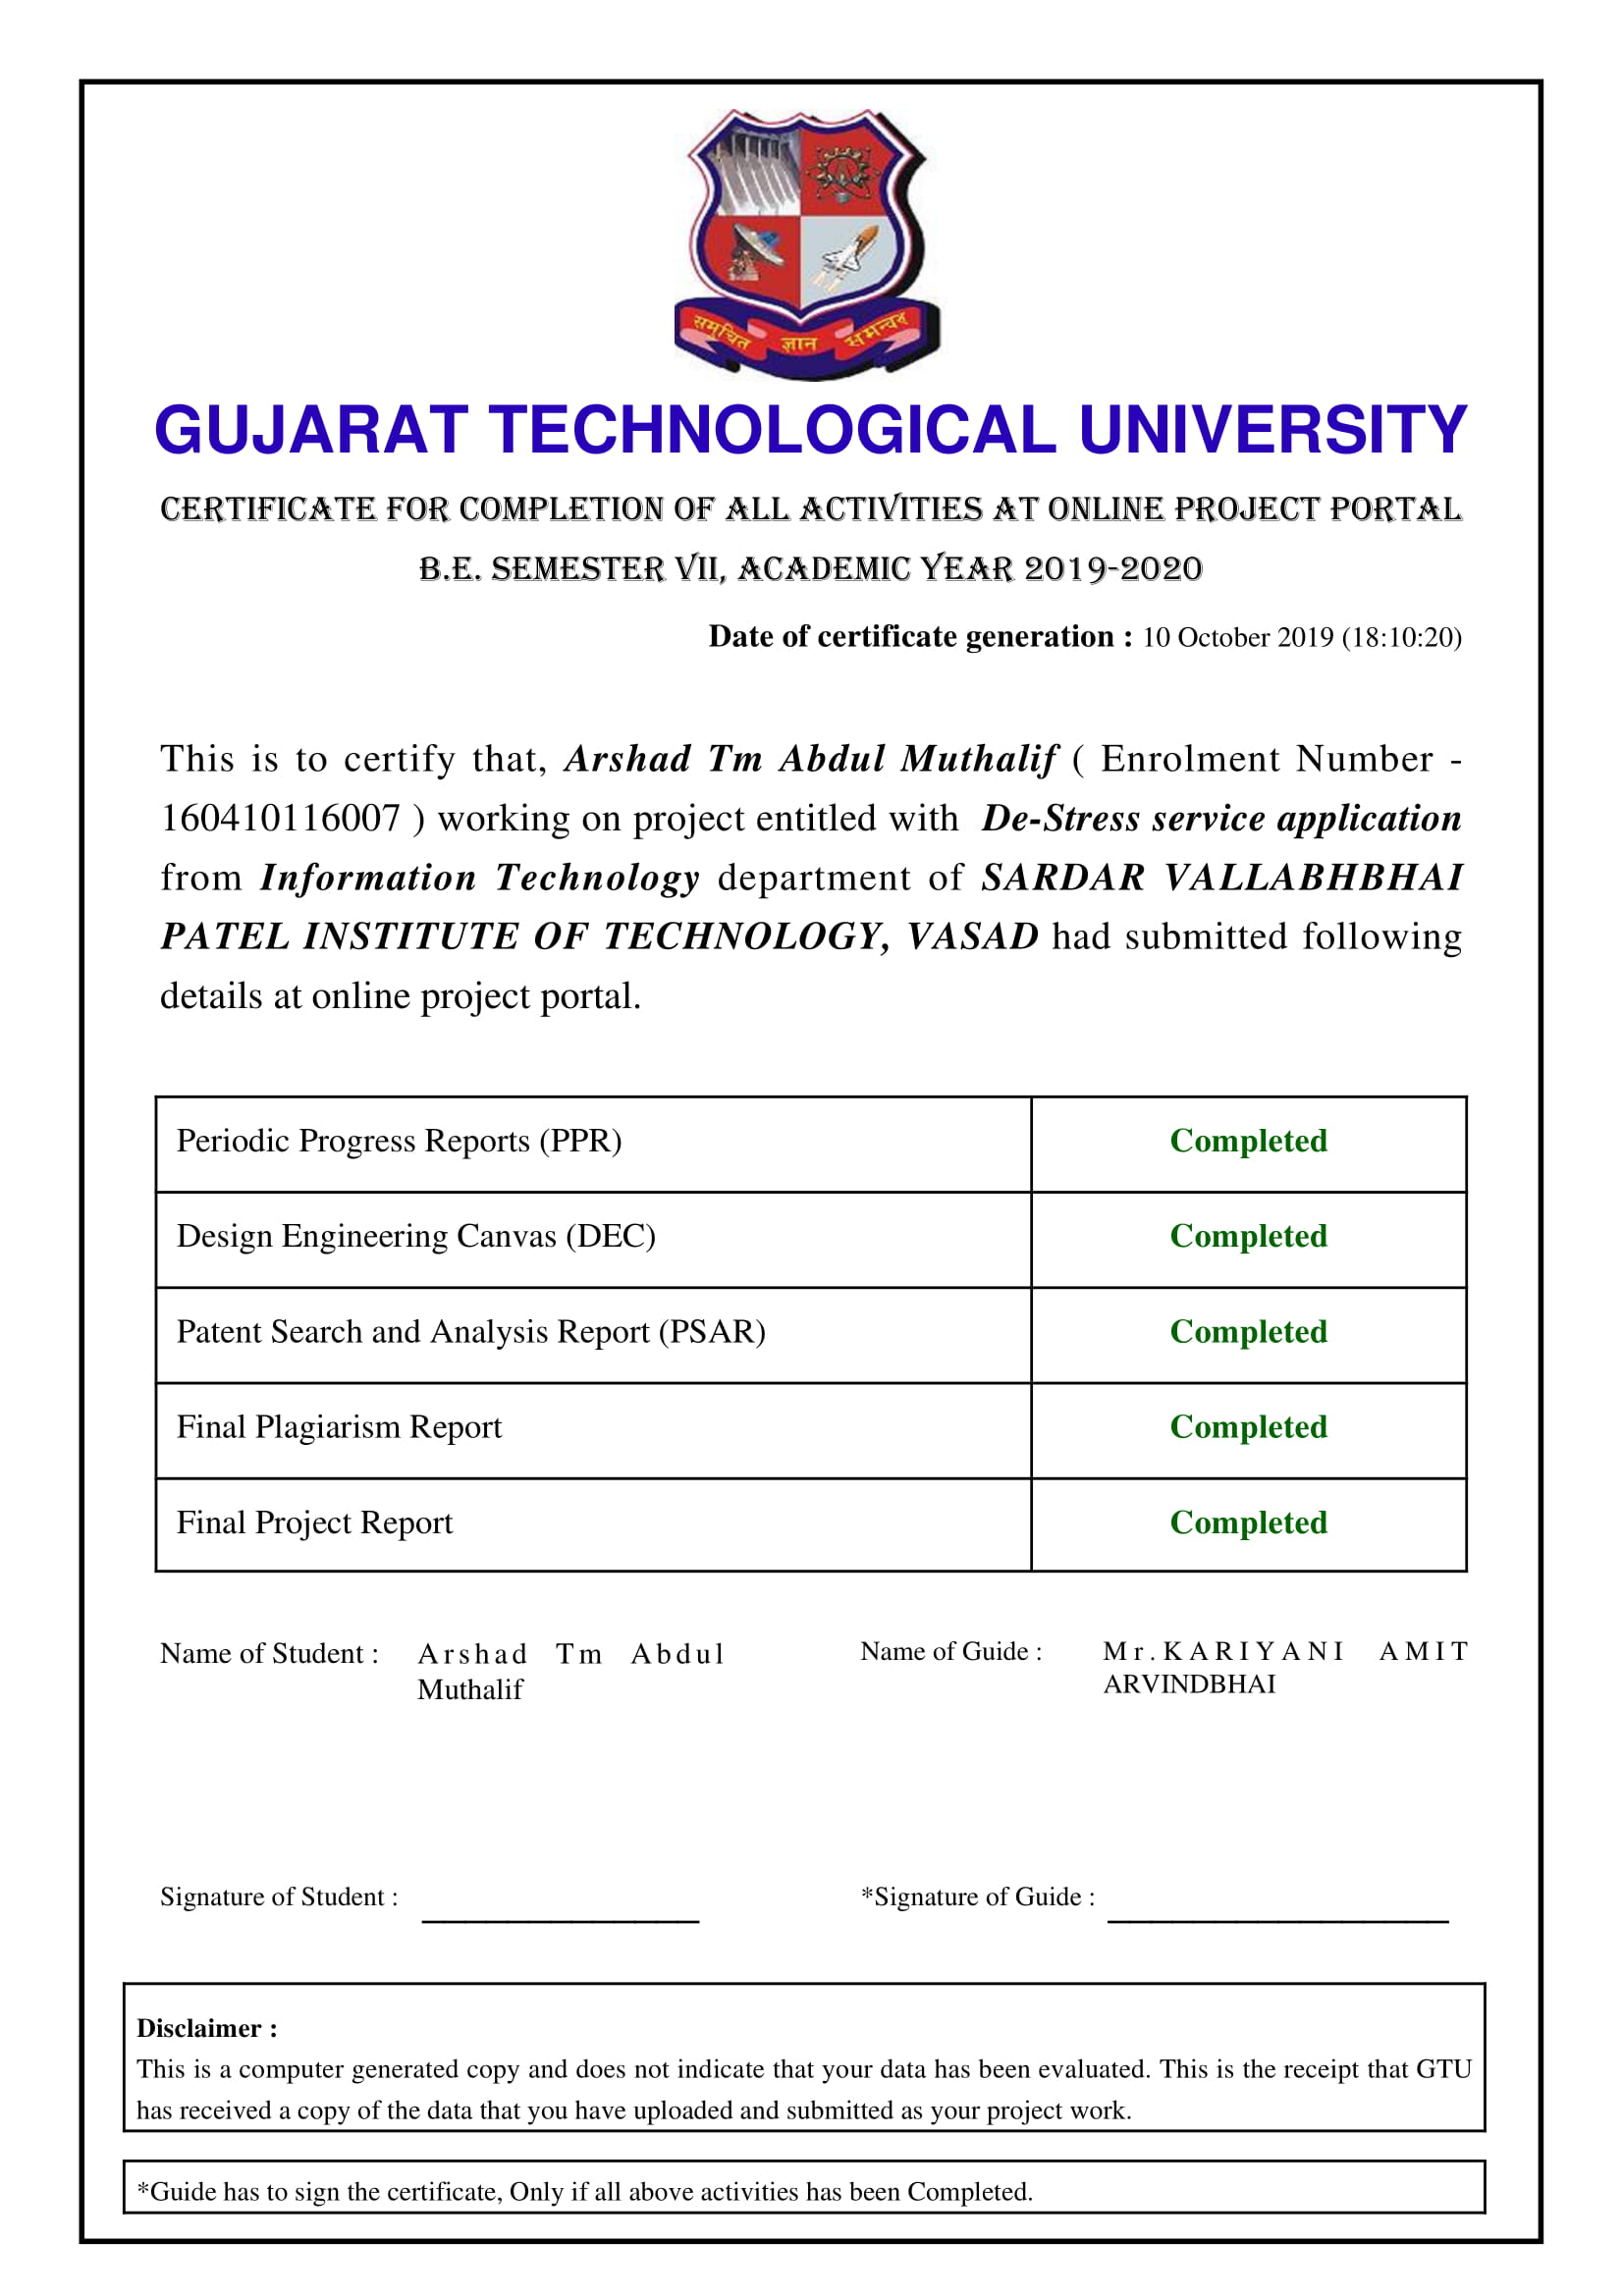 समुचित ज्ञान समन्वय
GUJARAT TECHNOLOGICAL UNIVERSITY
CERTIFICATE FOR COMPLETION OF ALL ACTIVITIES AT ONLINE PROJECT PORTAL
B.E. SEMESTER VII, ACADEMIC YEAR 2019-2020
Date of certificate generation : 10 October 2019 (18:10:20)
This is to certify that, Arshad Tm Abdul Muthalif ( Enrolment Number -
160410116007 ) working on project entitled with De-Stress service application
from Information Technology department of SARDAR VALLABHBHAI
PATEL INSTITUTE OF TECHNOLOGY, VASAD had submitted following
details at online project portal.
Periodic Progress Reports (PPR) Completed
Design Engineering Canvas (DEC) Completed
Patent Search and Analysis Report (PSAR) Completed
Final Plagiarism Report Completed
Final Project Report Completed
Name of Student : Arshad Tm Abdul
Muthalif
Name of Guide : Mr.KARIYANI AMIT
ARVINDBHAI
Signature of Student : *Signature of Guide :
Disclaimer :
This is a computer generated copy and does not indicate that your data has been evaluated. This is the receipt that GTU
has received a copy of the data that you have uploaded and submitted as your project work.
*Guide has to sign the certificate, Only if all above activities has been Completed.